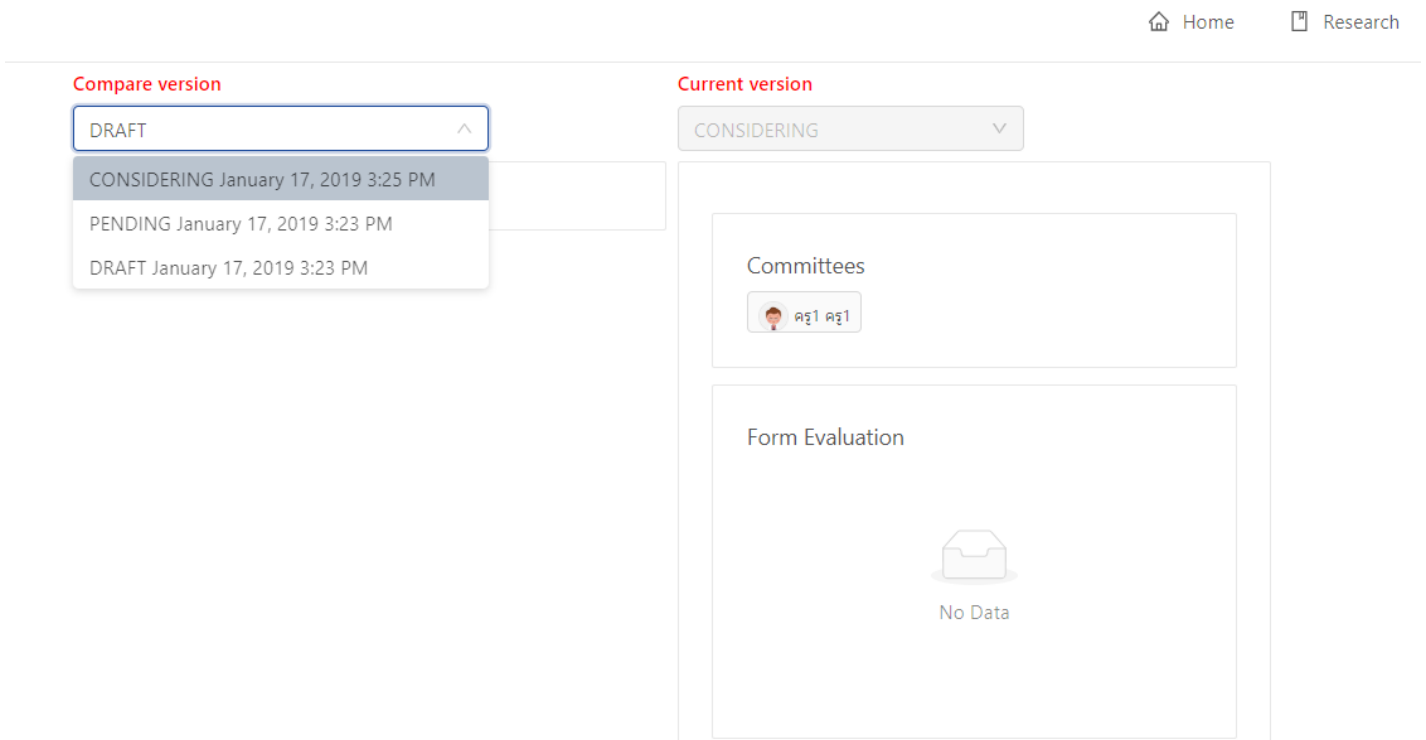 Home Research
Compare version
DRAFT
CONSIDERING January 17, 2019 3:25 PM
PENDING January 17, 2019 3:23 PM
DRAFT January 17, 2019 3:23 PM
Current version
CONSIDERING
Committees
ครู1 ครู1
Form Evaluation
No Data